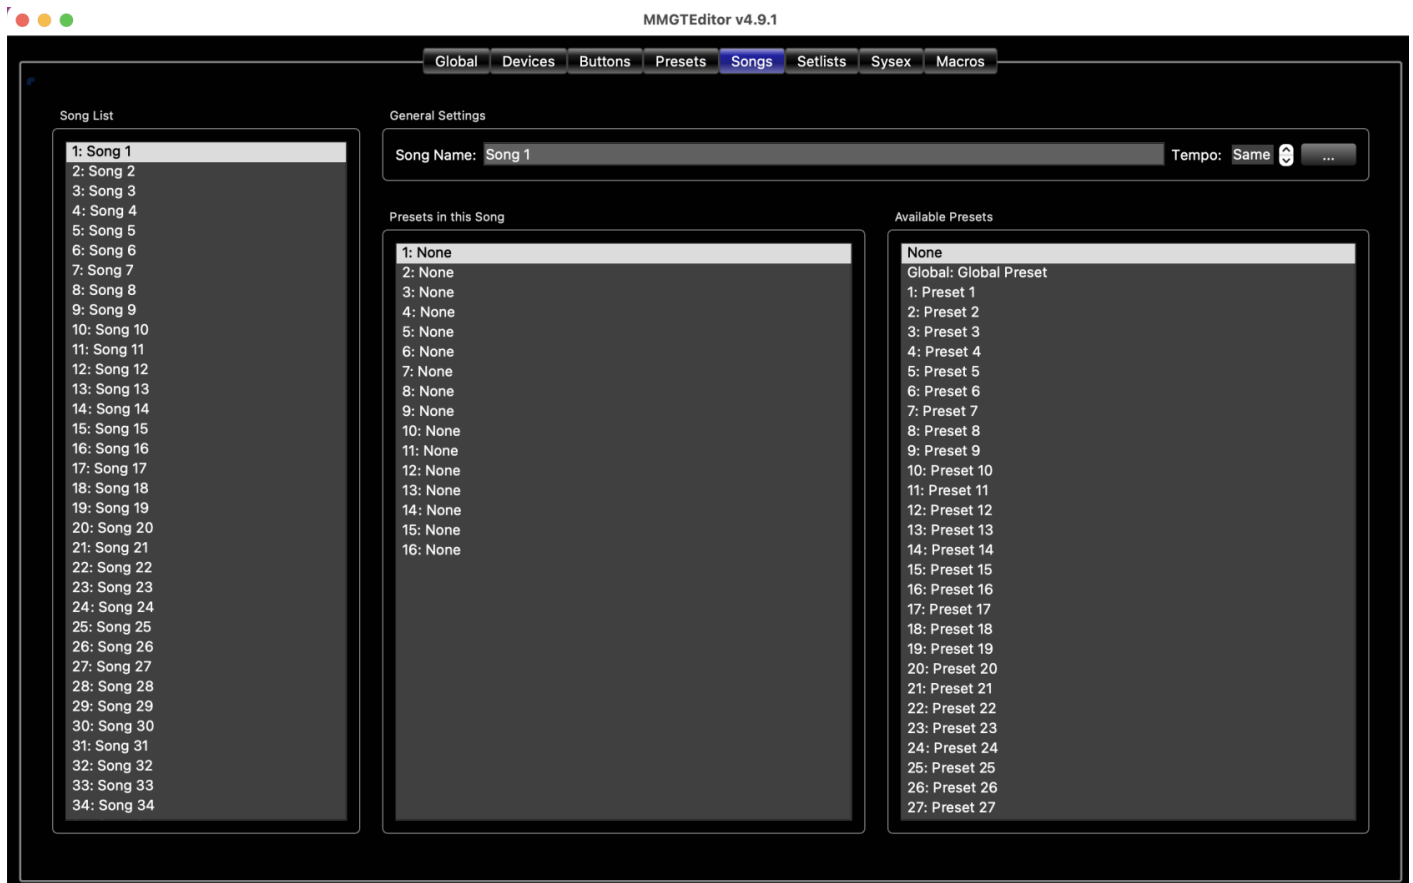 MMGTEditor v4.9.1
Global Devices Buttons Presets Songs Setlists Sysex Macros
Song List
1: Song 1
2: Song 2
3: Song 3
4: Song 4
5: Song 5
6: Song 6
7: Song 7
8: Song 8
9: Song 9
10: Song 10
11: Song 11
12: Song 12
13: Song 13
14: Song 14
15: Song 15
16: Song 16
17: Song 17
18: Song 18
19: Song 19
20: Song 20
21: Song 21
22: Song 22
23: Song 23
24: Song 24
25: Song 25
26: Song 26
27: Song 27
28: Song 28
29: Song 29
30: Song 30
31: Song 31
32: Song 32
33: Song 33
34: Song 34
General Settings
Song Name: Song 1 Tempo: Same ...
Presets in this Song
1: None
2: None
3: None
4: None
5: None
6: None
7: None
8: None
9: None
10: None
11: None
12: None
13: None
14: None
15: None
16: None
Available Presets
None
Global: Global Preset
1: Preset 1
2: Preset 2
3: Preset 3
4: Preset 4
5: Preset 5
6: Preset 6
7: Preset 7
8: Preset 8
9: Preset 9
10: Preset 10
11: Preset 11
12: Preset 12
13: Preset 13
14: Preset 14
15: Preset 15
16: Preset 16
17: Preset 17
18: Preset 18
19: Preset 19
20: Preset 20
21: Preset 21
22: Preset 22
23: Preset 23
24: Preset 24
25: Preset 25
26: Preset 26
27: Preset 27